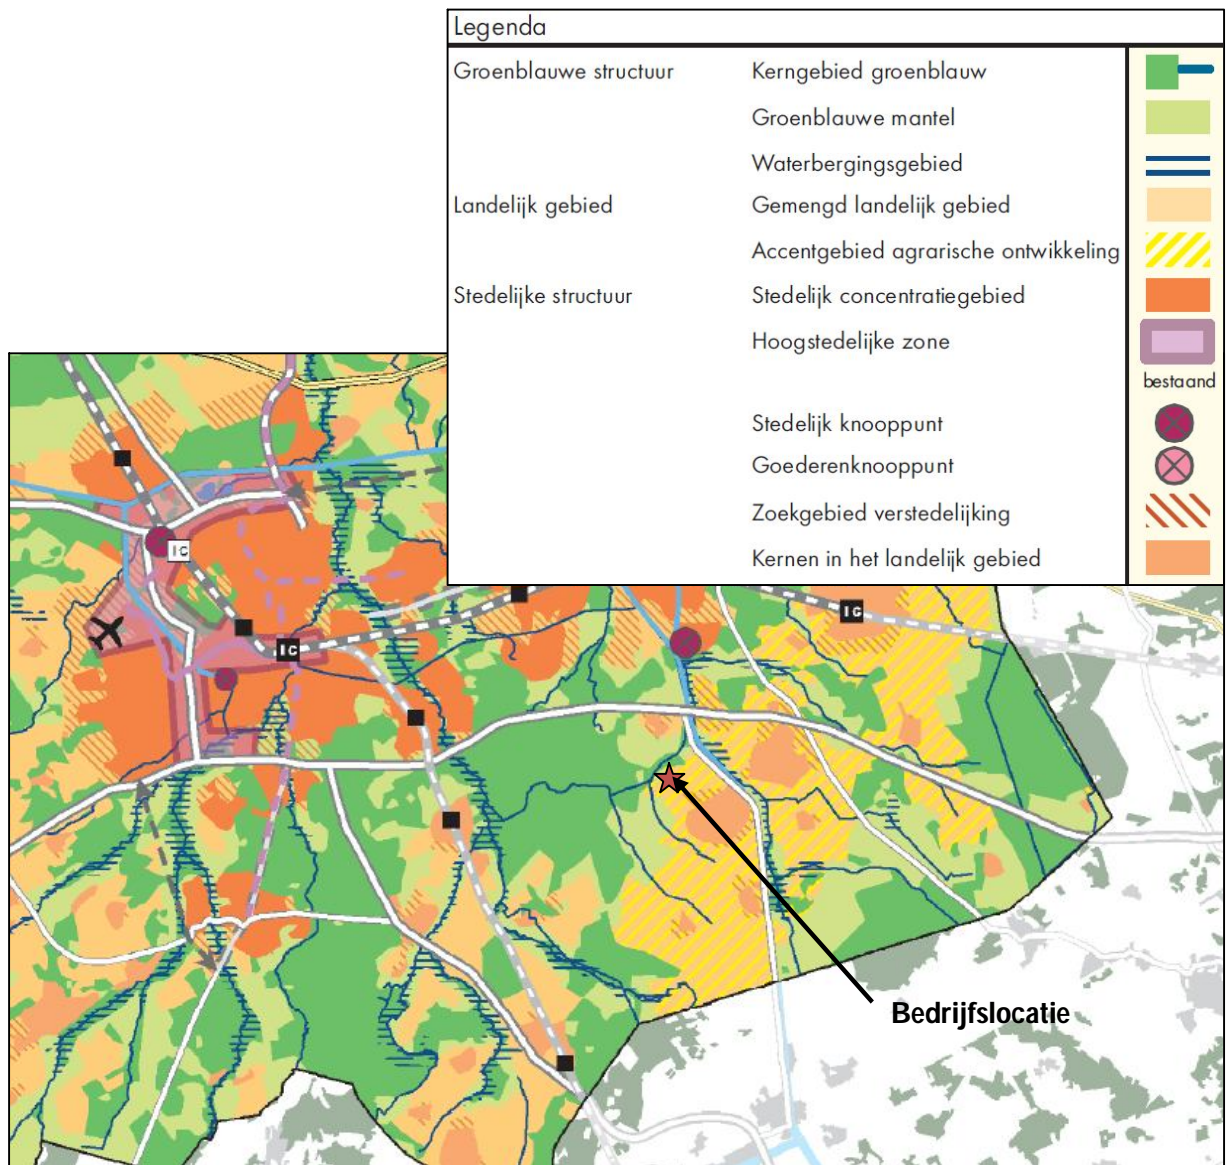 Legenda
Groenblauwe structuur Kerngebied groenblauw
Groenblauwe mantel
Waterbergingsgebied
Landelijk gebied Gemengd landelijk gebied
Accentgebied agrarische ontwikkeling
Stedelijke structuur Stedelijk concentratiegebied
Hoogstedelijke zone
bestaand
Stedelijk knooppunt
Goederenknooppunt
Zoekgebied verstedelijking
Kernen in het landelijk gebied
IC
IC
IC
Bedrijfslocatie